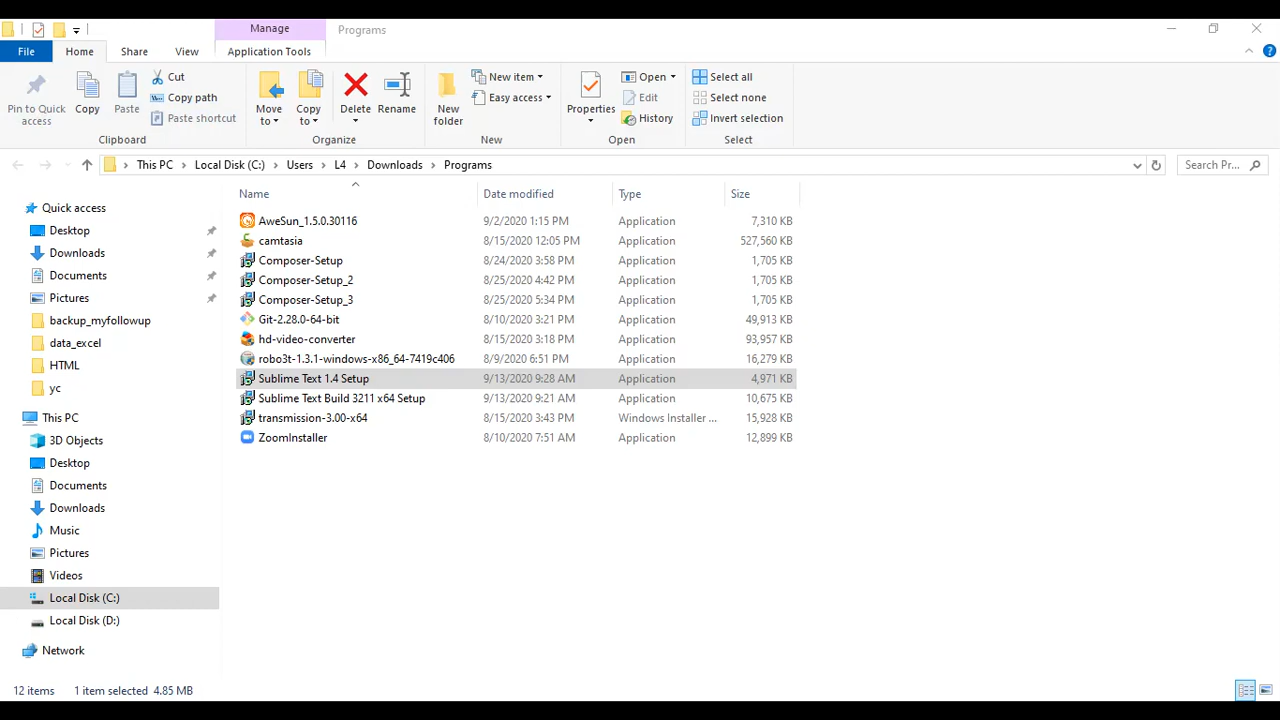 Manage Programs
File Home Share View Application Tools
Pin to Quick access
Copy
Paste
Cut
Copy path
Paste shortcut
Clipboard
Move to
Copy to
Delete
Rename
Organize
New folder
New item
Easy access
New
Properties
Open
Edit
History
Open
Select all
Select none
Invert selection
Select
This PC Local Disk (C:) Users L4 Downloads Programs Search Pr...
Name Date modified Type Size
Quick access
Desktop
Downloads
Documents
Pictures
backup_myfollowup
data_excel
HTML
yc
This PC
3D Objects
Desktop
Documents
Downloads
Music
Pictures
Videos
Local Disk (C:)
Local Disk (D:)
Network
AweSun_1.5.0.30116 9/2/2020 1:15 PM Application 7,310 KB
camtasia 8/15/2020 12:05 PM Application 527,560 KB
Composer-Setup 8/24/2020 3:58 PM Application 1,705 KB
Composer-Setup_2 8/25/2020 4:42 PM Application 1,705 KB
Composer-Setup_3 8/25/2020 5:34 PM Application 1,705 KB
Git-2.28.0-64-bit 8/10/2020 3:21 PM Application 49,913 KB
hd-video-converter 8/15/2020 3:18 PM Application 93,957 KB
robo3t-1.3.1-windows-x86_64-7419c406 8/9/2020 6:51 PM Application 16,279 KB
Sublime Text 1.4 Setup 9/13/2020 9:28 AM Application 4,971 KB
Sublime Text Build 3211 x64 Setup 9/13/2020 9:21 AM Application 10,675 KB
transmission-3.00-x64 8/15/2020 3:43 PM Windows Installer ... 15,928 KB
ZoomInstaller 8/10/2020 7:51 AM Application 12,899 KB
12 items 1 item selected 4.85 MB